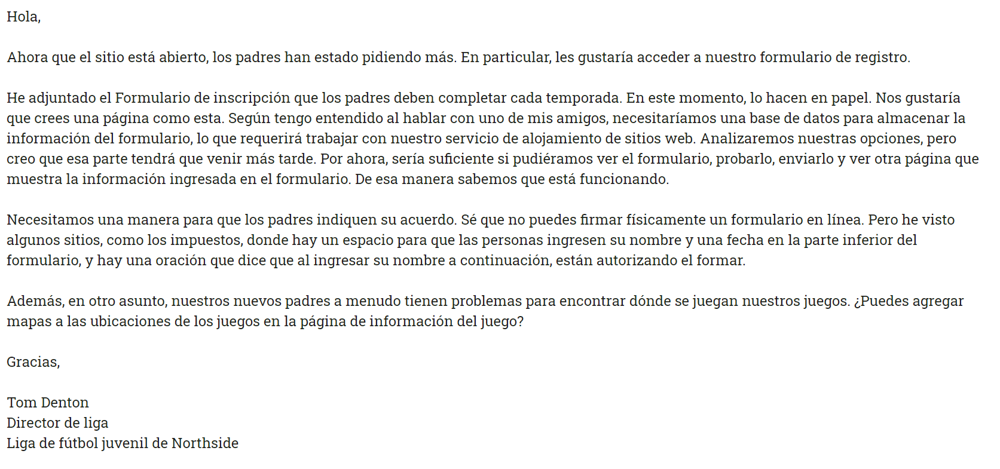 Hola,
Ahora que el sitio está abierto, los padres han estado pidiendo más. En particular, les gustaría acceder a nuestro formulario de registro.
He adjuntado el Formulario de inscripción que los padres deben completar cada temporada. En este momento, lo hacen en papel. Nos gustaría
que crees una página como esta. Según tengo entendido al hablar con uno de mis amigos, necesitaríamos una base de datos para almacenar la
información del formulario, lo que requerirá trabajar con nuestro servicio de alojamiento de sitios web. Analizaremos nuestras opciones, pero
creo que esa parte tendrá que venir más tarde. Por ahora, sería suficiente si pudiéramos ver el formulario, probarlo, enviarlo y ver otra página que
muestra la información ingresada en el formulario. De esa manera sabemos que está funcionando.
Necesitamos una manera para que los padres indiquen su acuerdo. Sé que no puedes firmar físicamente un formulario en línea. Pero he visto
algunos sitios, como los impuestos, donde hay un espacio para que las personas ingresen su nombre y una fecha en la parte inferior del
formulario, y hay una oración que dice que al ingresar su nombre a continuación, están autorizando el formar.
Además, en otro asunto, nuestros nuevos padres a menudo tienen problemas para encontrar dónde se juegan nuestros juegos. ¿Puedes agregar
mapas a las ubicaciones de los juegos en la página de información del juego?
Gracias,
Tom Denton
Director de liga
Liga de fútbol juvenil de Northside